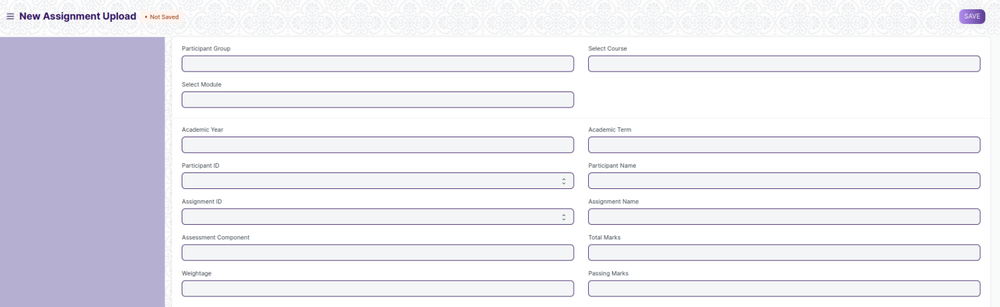 New Assignment Upload • Not Saved SAVE
Participant Group Select Course
Select Module
Academic Year Academic Term
Participant ID Participant Name
Assignment ID Assignment Name
Assessment Component Total Marks
Weightage Passing Marks